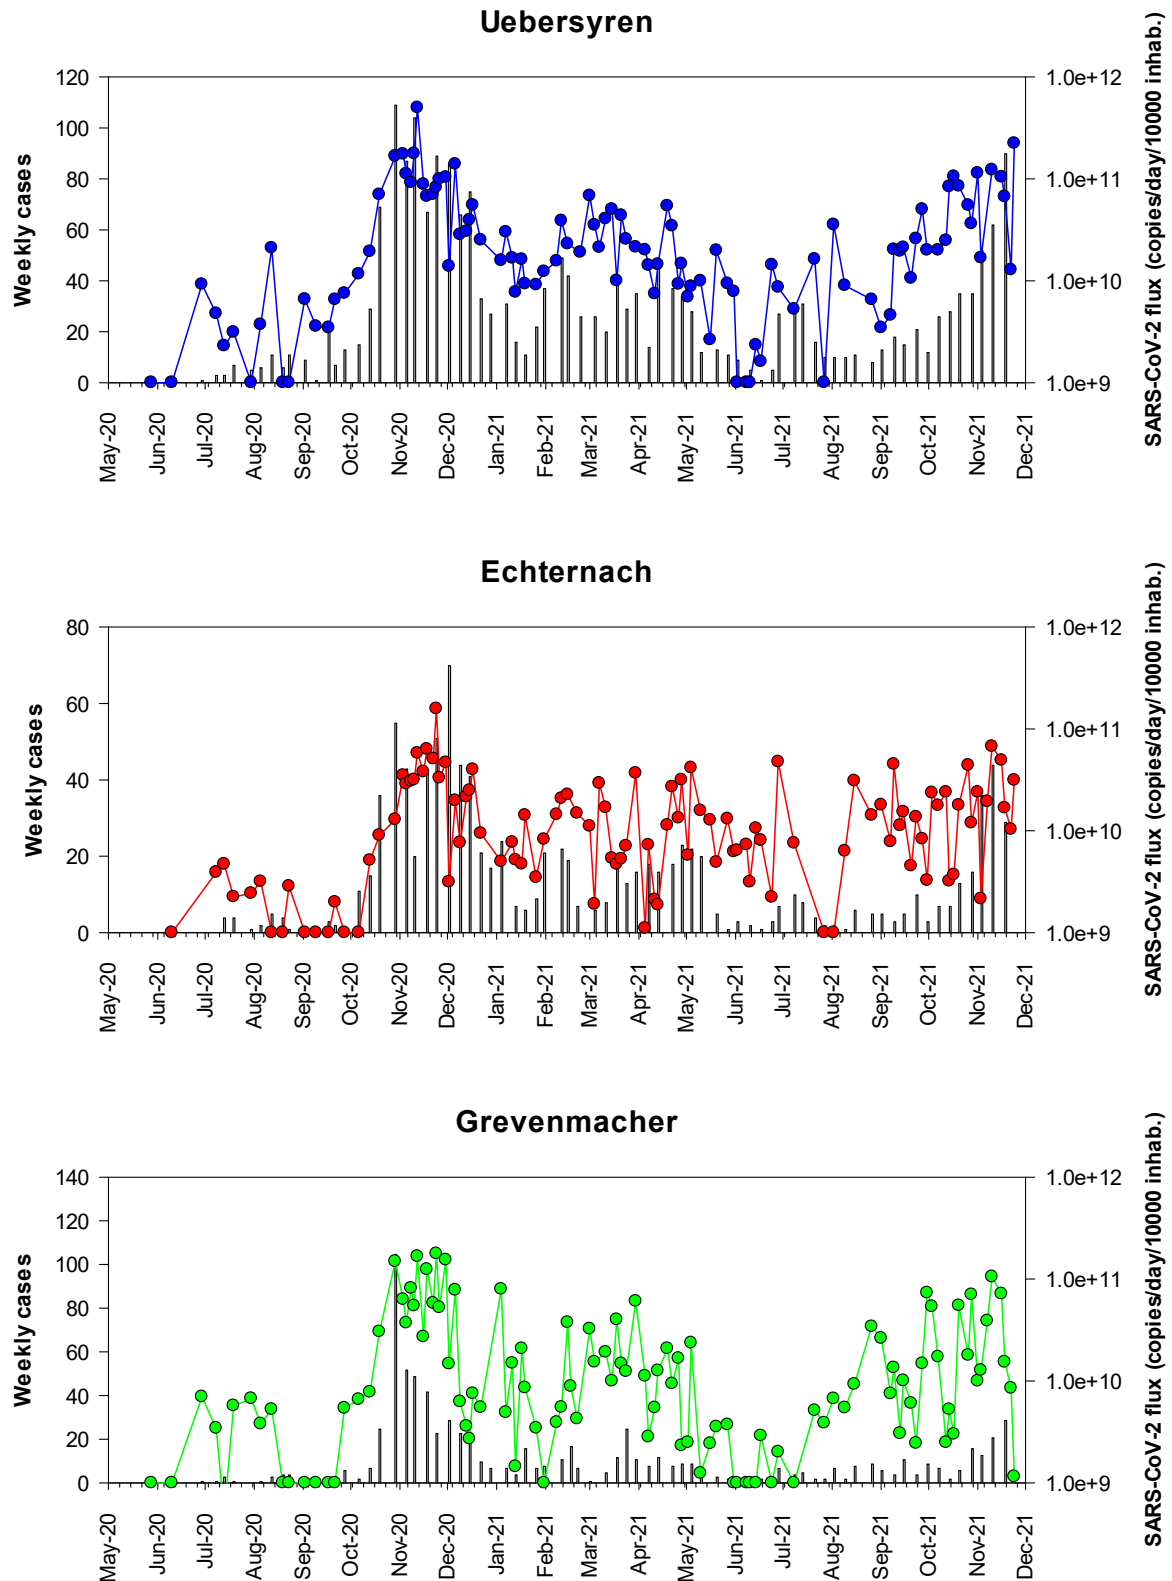 Uebersyren
Weekly cases
120
100
80
60
40
20
0
1.0e+12
1.0e+11
1.0e+10
1.0e+9
SARS-CoV-2 flux (copies/day/10000 inhab.)
May-20
Jun-20
Jul-20
Aug-20
Sep-20
Oct-20
Nov-20
Dec-20
Jan-21
Feb-21
Mar-21
Apr-21
May-21
Jun-21
Jul-21
Aug-21
Sep-21
Oct-21
Nov-21
Dec-21
Echternach
Weekly cases
80
60
40
20
0
1.0e+12
1.0e+11
1.0e+10
1.0e+9
SARS-CoV-2 flux (copies/day/10000 inhab.)
May-20
Jun-20
Jul-20
Aug-20
Sep-20
Oct-20
Nov-20
Dec-20
Jan-21
Feb-21
Mar-21
Apr-21
May-21
Jun-21
Jul-21
Aug-21
Sep-21
Oct-21
Nov-21
Dec-21
Grevenmacher
Weekly cases
140
120
100
80
60
40
20
0
1.0e+12
1.0e+11
1.0e+10
1.0e+9
SARS-CoV-2 flux (copies/day/10000 inhab.)
May-20
Jun-20
Jul-20
Aug-20
Sep-20
Oct-20
Nov-20
Dec-20
Jan-21
Feb-21
Mar-21
Apr-21
May-21
Jun-21
Jul-21
Aug-21
Sep-21
Oct-21
Nov-21
Dec-21